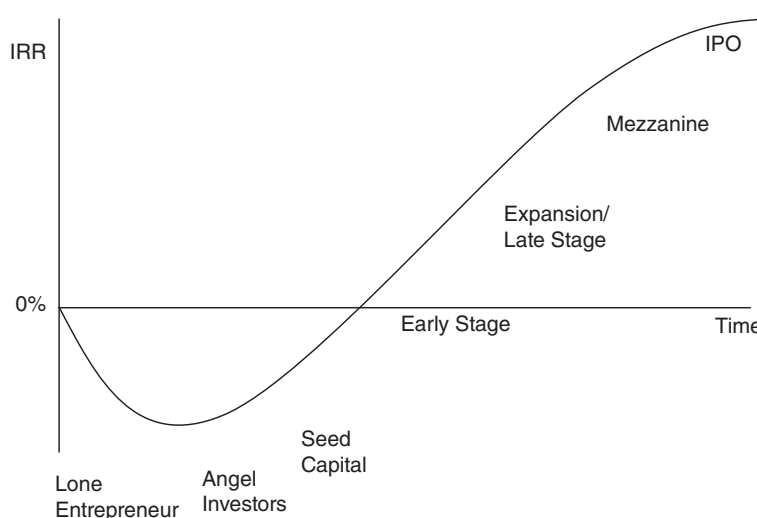 IRR
IPO
Mezzanine
Expansion/
Late Stage
0%
Early Stage
Time
Seed
Capital
Angel
Investors
Lone
Entrepreneur